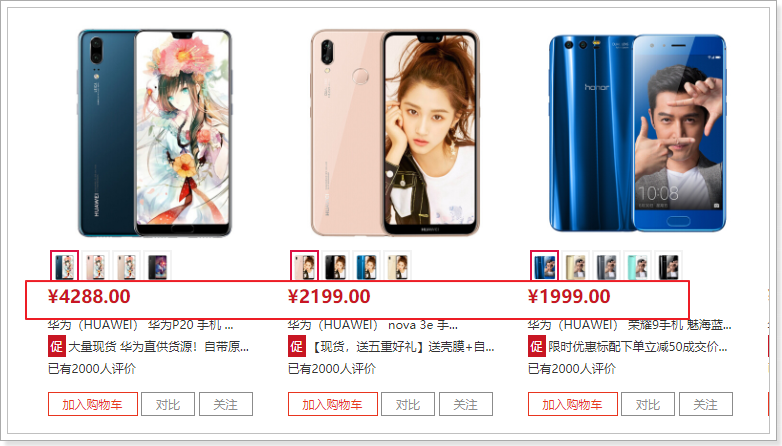 honor
10:08
HUAWEI
HUAWEI
¥4288.00
¥2199.00
¥1999.00
华为（HUAWEI） 华为P20 手机 ...
华为（HUAWEI） nova 3e 手...
华为（HUAWEI） 荣耀9手机 魅海蓝...
促 大量现货 华为直供货源！自带原...
促 【现货，送五重好礼】送壳膜+自...
促 限时优惠标配下单立减50成交价...
已有2000人评价
已有2000人评价
已有2000人评价
加入购物车 对比 关注
加入购物车 对比 关注
加入购物车 对比 关注